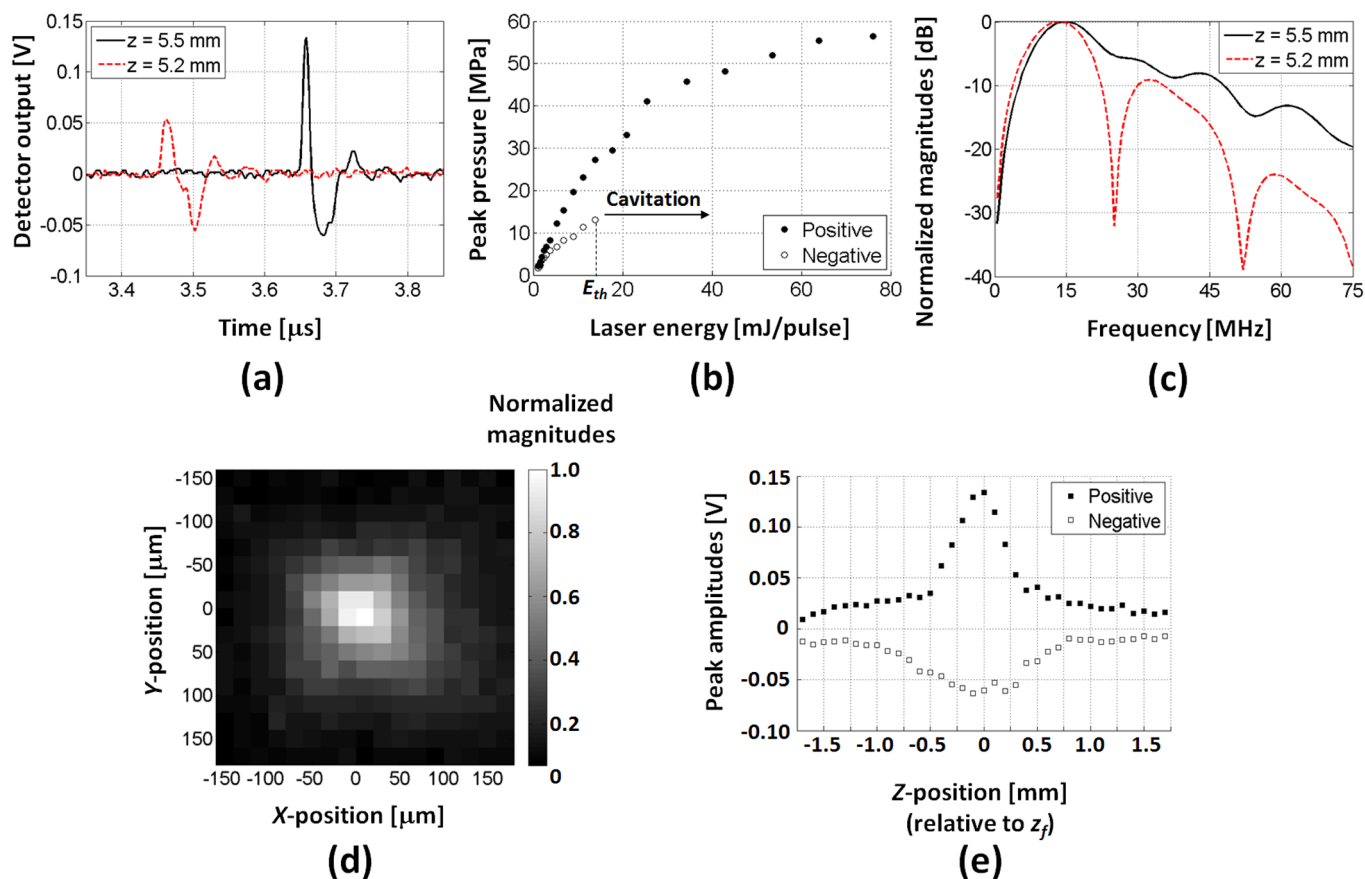 (a)
Detector output [V]
0.15
0.1
0.05
0
-0.05
-0.1
z = 5.5 mm
z = 5.2 mm
3.4 3.5 3.6 3.7 3.8
Time [μs]
(b)
Peak pressure [MPa]
60
50
40
30
20
10
0
Cavitation
Positive
Negative
0 20 40 60 80
E_th
Laser energy [mJ/pulse]
(c)
Normalized magnitudes [dB]
0
-10
-20
-30
-40
z = 5.5 mm
z = 5.2 mm
0 15 30 45 60 75
Frequency [MHz]
(d)
Normalized
magnitudes
1.0
0.8
0.6
0.4
0.2
0
Y-position [μm]
-150
-100
-50
0
50
100
150
-150 -100 -50 0 50 100 150
X-position [μm]
(e)
Peak amplitudes [V]
0.15
0.10
0.05
0
-0.05
-0.10
Positive
Negative
-1.5 -1.0 -0.5 0 0.5 1.0 1.5
Z-position [mm]
(relative to z_f)